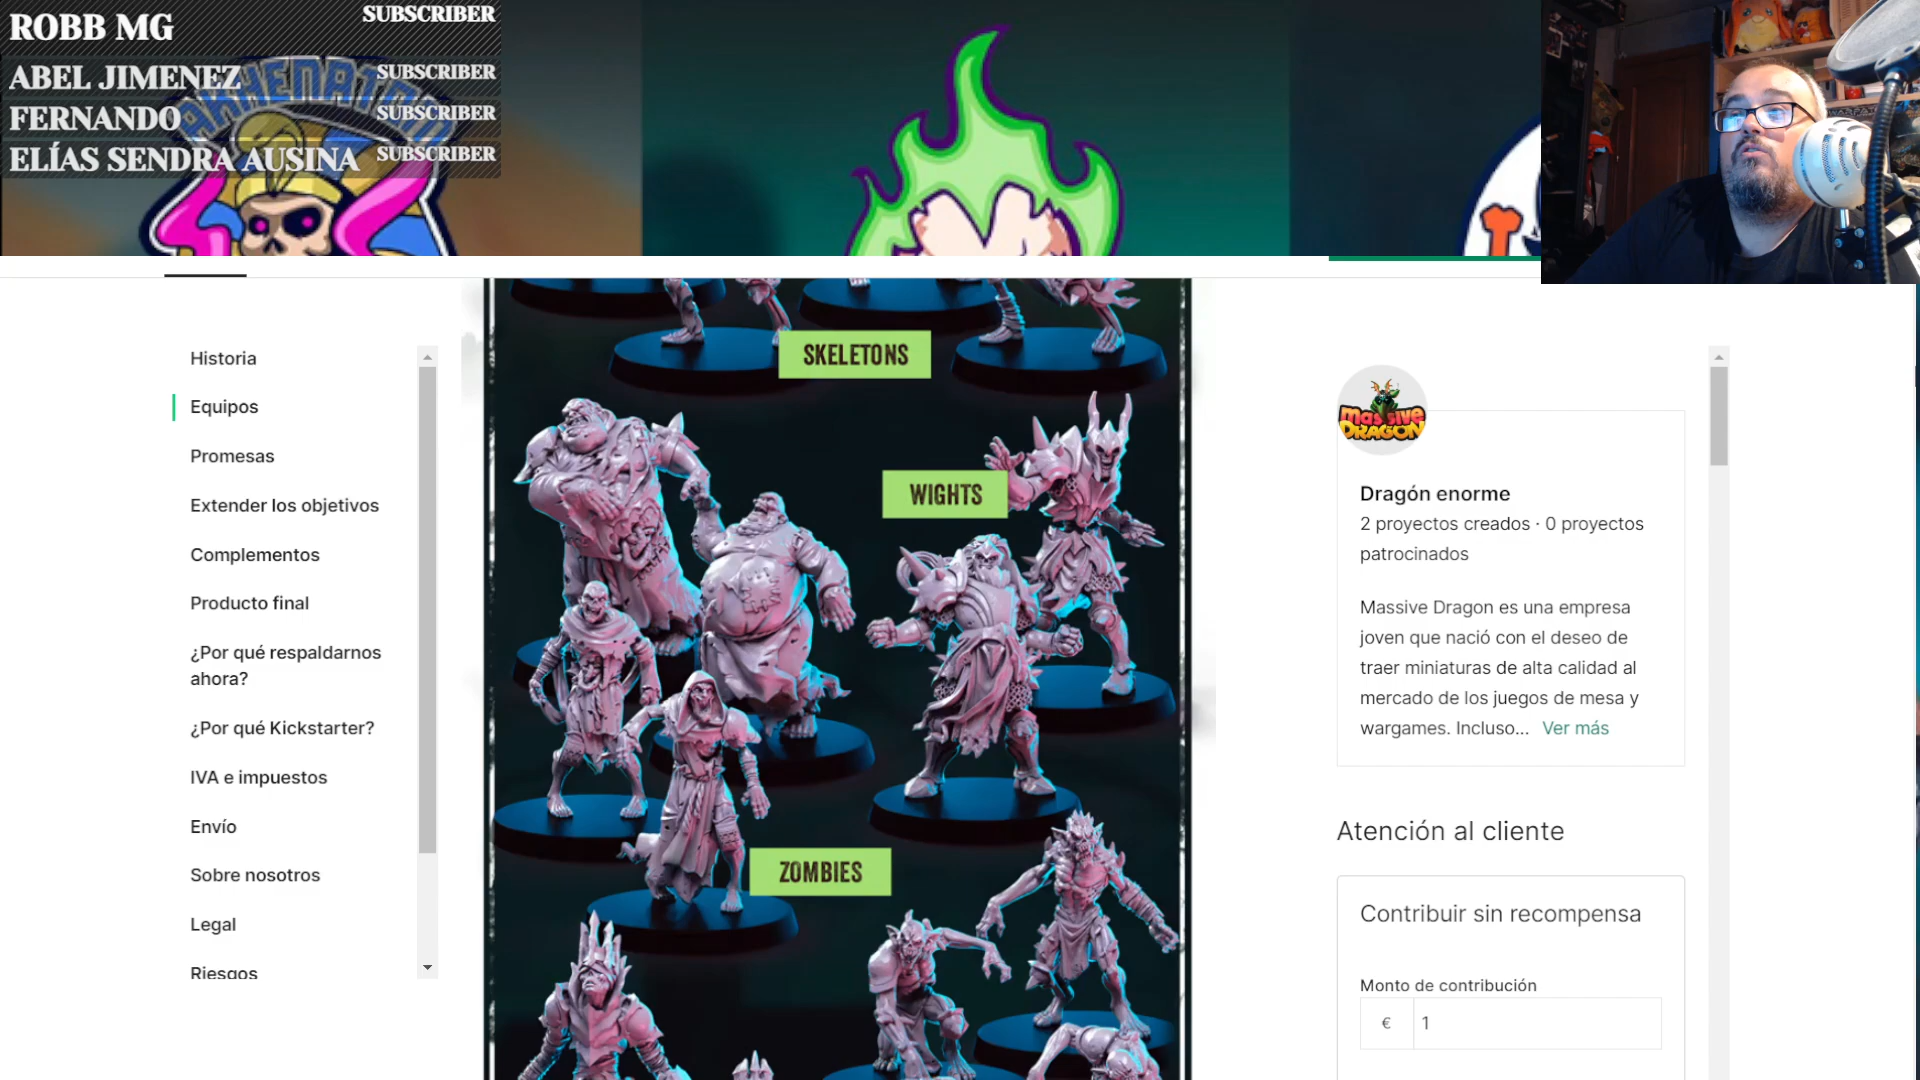 ROBB MG SUBSCRIBER
ABEL JIMENEZ SUBSCRIBER
FERNANDO SUBSCRIBER
ELÍAS SENDRA AUSINA SUBSCRIBER
Historia
Equipos
Promesas
Extender los objetivos
Complementos
Producto final
¿Por qué respaldarnos
ahora?
¿Por qué Kickstarter?
IVA e impuestos
Envío
Sobre nosotros
Legal
Riesgos
SKELETONS
WIGHTS
ZOMBIES
massive
DRAGON
Dragón enorme
2 proyectos creados · 0 proyectos
patrocinados
Massive Dragon es una empresa
joven que nació con el deseo de
traer miniaturas de alta calidad al
mercado de los juegos de mesa y
wargames. Incluso... Ver más
Atención al cliente
Contribuir sin recompensa
Monto de contribución
€ 1